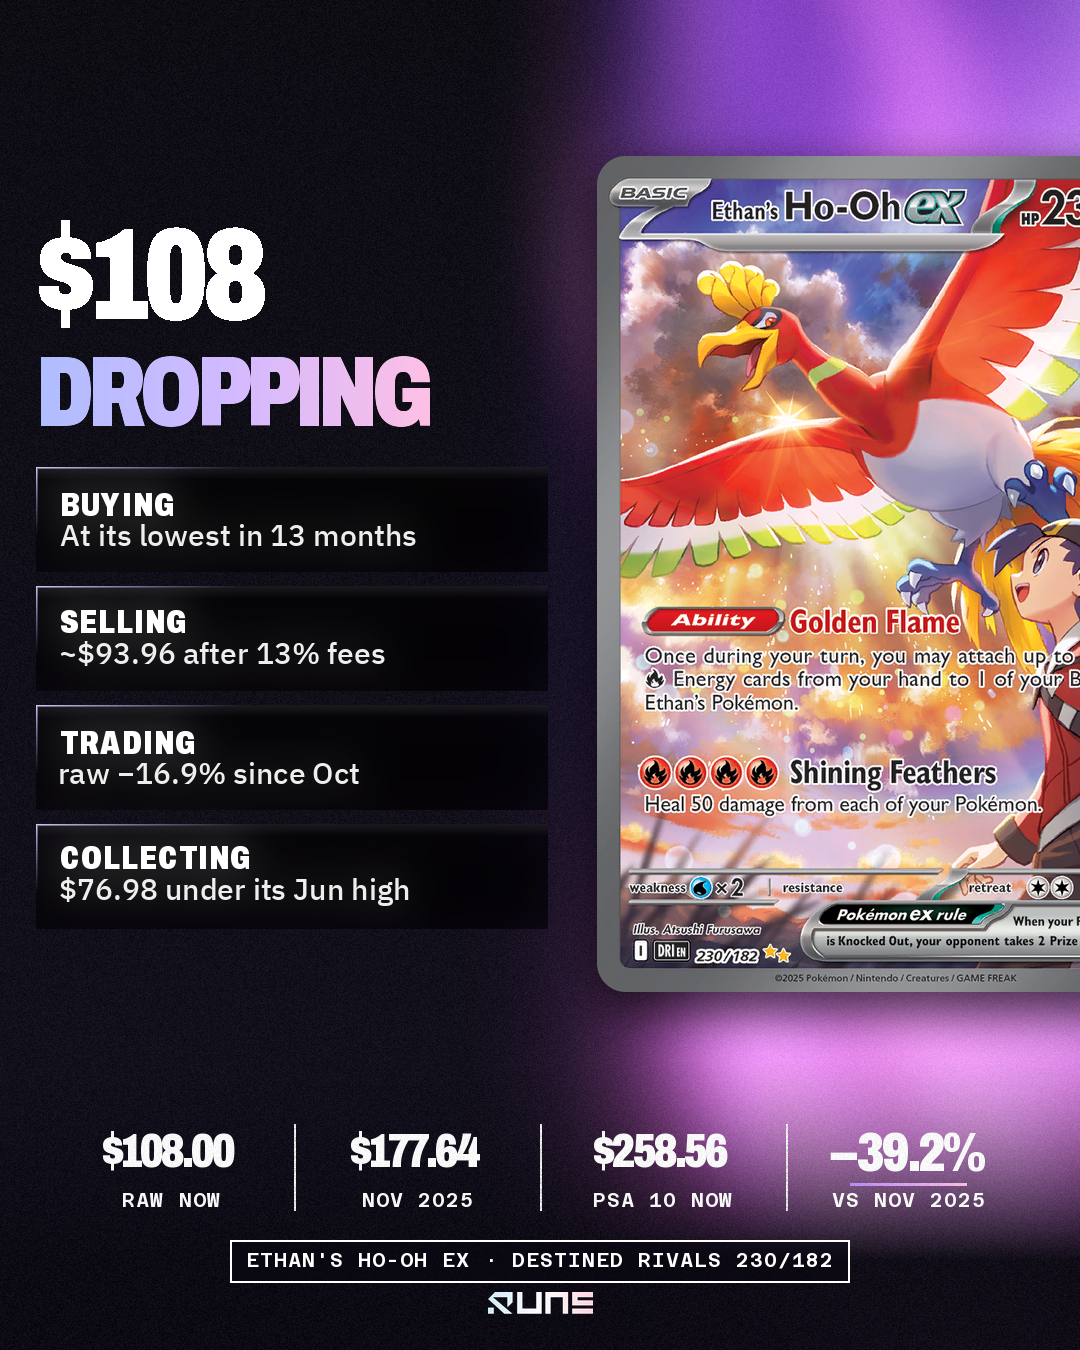 $108
DROPPING
BUYING
At its lowest in 13 months
SELLING
~$93.96 after 13% fees
TRADING
raw −16.9% since Oct
COLLECTING
$76.98 under its Jun high
BASIC
Ethan's Ho-Oh ex
HP 23
Ability Golden Flame
Once during your turn, you may attach up to
Energy cards from your hand to 1 of your B
Ethan's Pokémon.
Shining Feathers
Heal 50 damage from each of your Pokémon.
weakness ×2 resistance retreat
Pokémon ex rule When your P
is Knocked Out, your opponent takes 2 Prize
Illus. Atsushi Furusawa
I DRI EN 230/182
©2025 Pokémon / Nintendo / Creatures / GAME FREAK
$108.00
RAW NOW
$177.64
NOV 2025
$258.56
PSA 10 NOW
−39.2%
VS NOV 2025
ETHAN'S HO-OH EX · DESTINED RIVALS 230/182
RUNE